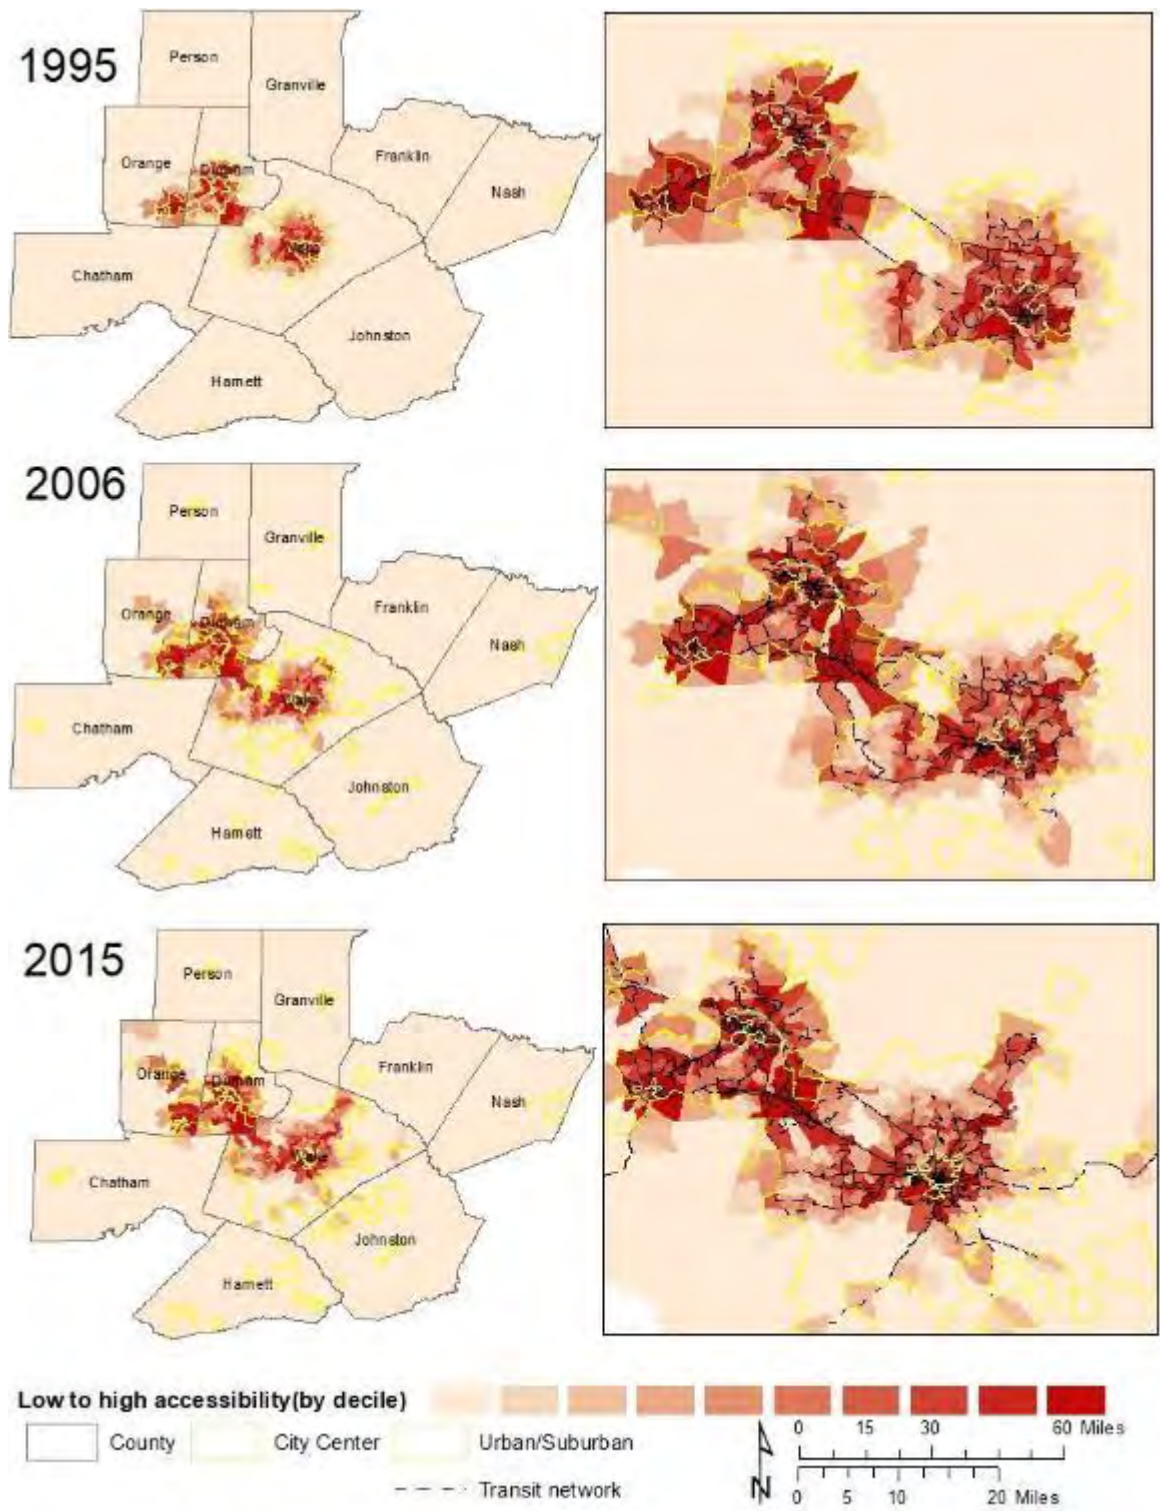 1995
Person
Granville
Orange
Durham
Franklin
Nash
Wake
Chatham
Johnston
Harnett
2006
Person
Granville
Orange
Durham
Franklin
Nash
Wake
Chatham
Johnston
Harnett
2015
Person
Granville
Orange
Durham
Franklin
Nash
Wake
Chatham
Johnston
Harnett
Low to high accessibility(by decile)
0 15 30 60 Miles
County City Center Urban/Suburban
N
Transit network
0 5 10 20 Miles